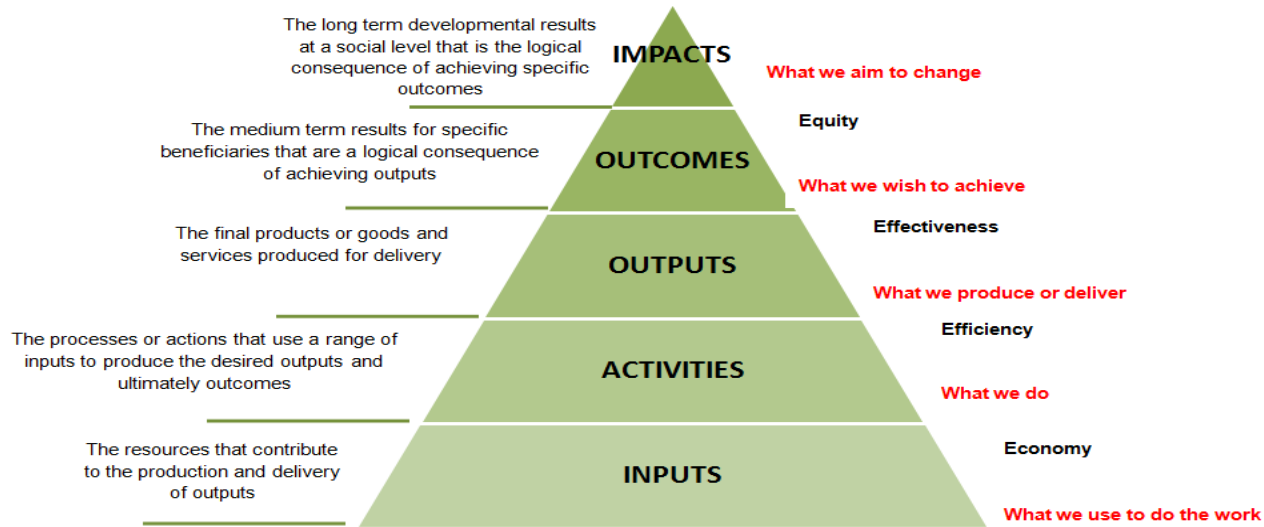 The long term developmental results
at a social level that is the logical
consequence of achieving specific
outcomes
IMPACTS
What we aim to change
The medium term results for specific
beneficiaries that are a logical consequence
of achieving outputs
OUTCOMES
Equity
What we wish to achieve
The final products or goods and
services produced for delivery
OUTPUTS
Effectiveness
What we produce or deliver
The processes or actions that use a range of
inputs to produce the desired outputs and
ultimately outcomes
ACTIVITIES
Efficiency
What we do
The resources that contribute
to the production and delivery
of outputs
INPUTS
Economy
What we use to do the work